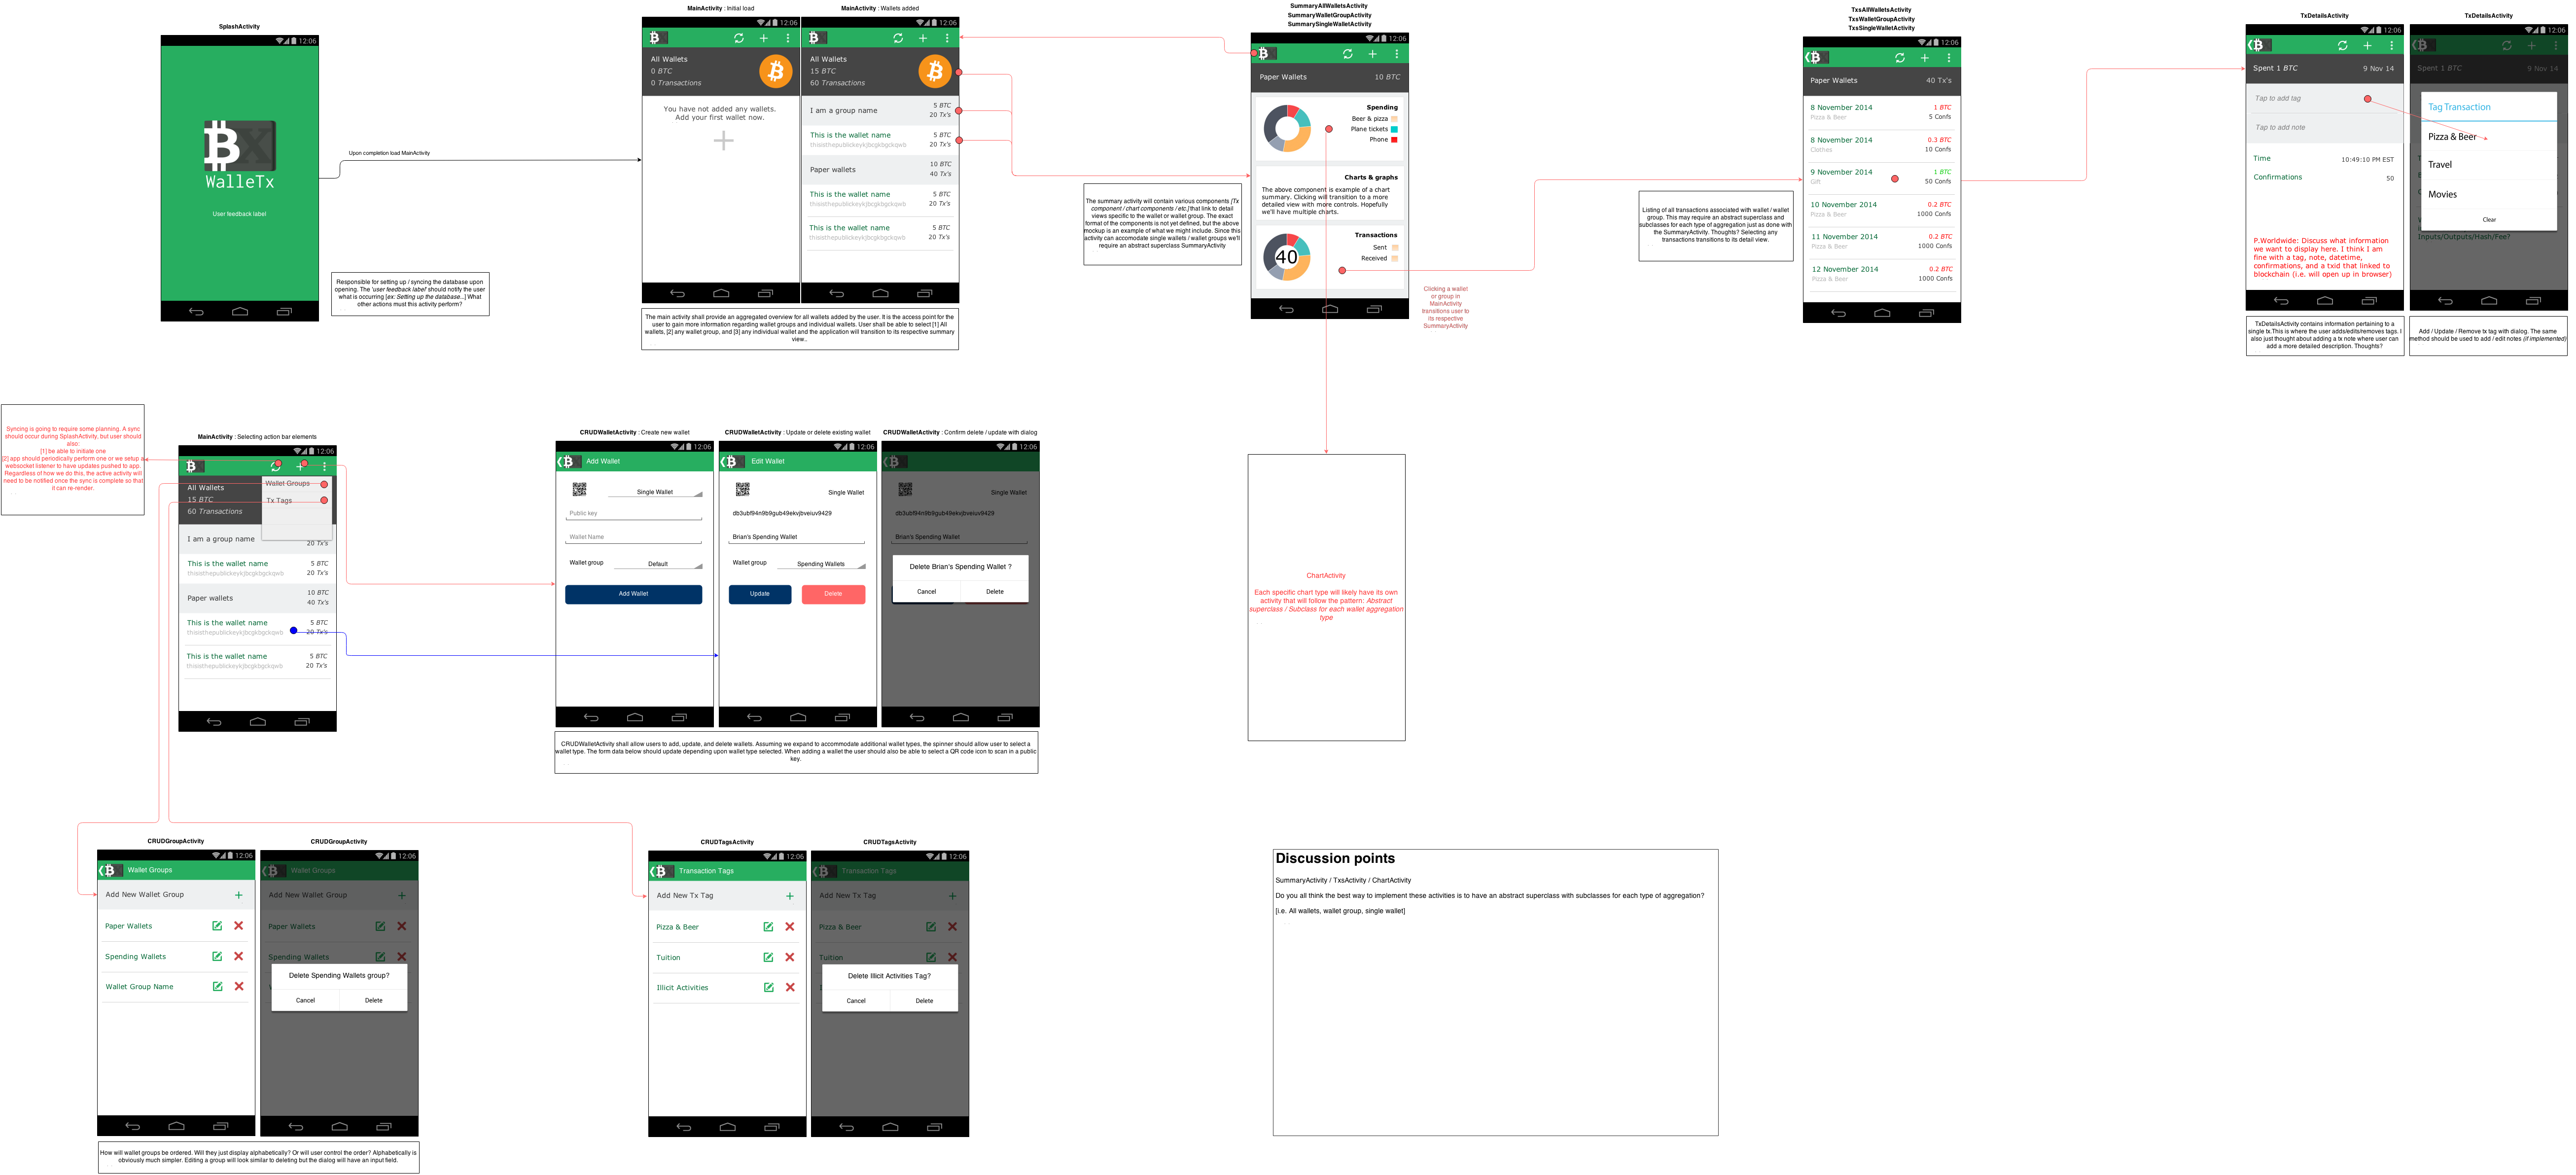 SplashActivity
12:06
WalleTx
User feedback label
Upon completion load MainActivity
Responsible for setting up / syncing the database upon
opening. The 'user feedback label' should notify the user
what is occurring [ex: Setting up the database...] What
other actions must this activity perform?
MainActivity : Initial load
12:06
All Wallets
0 BTC
0 Transactions
You have not added any wallets.
Add your first wallet now.
MainActivity : Wallets added
12:06
All Wallets
15 BTC
60 Transactions
I am a group name
5 BTC
20 Tx's
This is the wallet name
5 BTC
thisisthepublickeykjbcgkbgckqwb
20 Tx's
Paper wallets
10 BTC
40 Tx's
This is the wallet name
5 BTC
thisisthepublickeykjbcgkbgckqwb
20 Tx's
This is the wallet name
5 BTC
thisisthepublickeykjbcgkbgckqwb
20 Tx's
The main activity shall provide an aggregated overview for all wallets added by the user. It is the access point for the
user to gain more information regarding wallet groups and individual wallets. User shall be able to select [1] All
wallets, [2] any wallet group, and [3] any individual wallet and the application will transition to its respective summary
view..
The summary activity will contain various components [Tx
component / chart components / etc.] that link to detail
views specific to the wallet or wallet group. The exact
format of the components is not yet defined, but the above
mockup is an example of what we might include. Since this
activity can accomodate single wallets / wallet groups we'll
require an abstract superclass SummaryActivity
SummaryAllWalletsActivity
SummaryWalletGroupActivity
SummarySingleWalletActivity
12:06
Paper Wallets
10 BTC
Spending
Beer & pizza
Plane tickets
Phone
Charts & graphs
The above component is example of a chart
summary. Clicking will transition to a more
detailed view with more controls. Hopefully
we'll have multiple charts.
Transactions
40
Sent
Received
Clicking a wallet
or group in
MainActivity
transitions user to
its respective
SummaryActivity
Listing of all transactions associated with wallet / wallet
group. This may require an abstract superclass and
subclasses for each type of aggregation just as done with
the SummaryActivity. Thoughts? Selecting any
transactions transitions to its detail view.
TxsAllWalletsActivity
TxsWalletGroupActivity
TxsSingleWalletActivity
12:06
Paper Wallets
40 Tx's
8 November 2014
1 BTC
Pizza & Beer
5 Confs
8 November 2014
0.3 BTC
Clothes
10 Confs
9 November 2014
1 BTC
Gift
50 Confs
10 November 2014
0.2 BTC
Pizza & Beer
1000 Confs
11 November 2014
0.2 BTC
Pizza & Beer
1000 Confs
12 November 2014
0.2 BTC
Pizza & Beer
1000 Confs
TxDetailsActivity
12:06
Spent 1 BTC
9 Nov 14
Tap to add tag
Tap to add note
Time
10:49:10 PM EST
Confirmations
50
P.Worldwide: Discuss what information
we want to display here. I think I am
fine with a tag, note, datetime,
confirmations, and a txid that linked to
blockchain (i.e. will open up in browser)
TxDetailsActivity contains information pertaining to a
single tx.This is where the user adds/edits/removes tags. I
also just thought about adding a tx note where user can
add a more detailed description. Thoughts?
TxDetailsActivity
12:06
Spent 1 BTC
9 Nov 14
Tag Transaction
Pizza & Beer
Travel
Movies
Clear
Inputs/Outputs/Hash/Fee?
Add / Update / Remove tx tag with dialog. The same
method should be used to add / edit notes (if implemented)
Syncing is going to require some planning. A sync
should occur during SplashActivity, but user should
also:
[1] be able to initiate one
[2] app should periodically perform one or we setup a
websocket listener to have updates pushed to app.
Regardless of how we do this, the active activity will
need to be notified once the sync is complete so that
it can re-render.
MainActivity : Selecting action bar elements
12:06
All Wallets
15 BTC
60 Transactions
Wallet Groups
Tx Tags
I am a group name
20 Tx's
This is the wallet name
5 BTC
thisisthepublickeykjbcgkbgckqwb
20 Tx's
Paper wallets
10 BTC
40 Tx's
This is the wallet name
5 BTC
thisisthepublickeykjbcgkbgckqwb
20 Tx's
This is the wallet name
5 BTC
thisisthepublickeykjbcgkbgckqwb
20 Tx's
CRUDWalletActivity : Create new wallet
12:06
Add Wallet
Single Wallet
Public key
Wallet Name
Wallet group
Default
Add Wallet
CRUDWalletActivity : Update or delete existing wallet
12:06
Edit Wallet
Single Wallet
db3ubf94n9b9gub49ekvjbveiuv9429
Brian's Spending Wallet
Wallet group
Spending Wallets
Update
Delete
CRUDWalletActivity : Confirm delete / update with dialog
12:06
Single Wallet
db3ubf94n9b9gub49ekvjbveiuv9429
Brian's Spending Wallet
Delete Brian's Spending Wallet ?
Cancel
Delete
CRUDWalletActivity shall allow users to add, update, and delete wallets. Assuming we expand to accommodate additional wallet types, the spinner should allow user to select a
wallet type. The form data below should update depending upon wallet type selected. When adding a wallet the user should also be able to select a QR code icon to scan in a public
key.
ChartActivity
Each specific chart type will likely have its own
activity that will follow the pattern: Abstract
superclass / Subclass for each wallet aggregation
type
CRUDGroupActivity
12:06
Wallet Groups
Add New Wallet Group
Paper Wallets
Spending Wallets
Wallet Group Name
CRUDGroupActivity
12:06
Wallet Groups
Add New Wallet Group
Paper Wallets
Spending Wallets
Delete Spending Wallets group?
Cancel
Delete
How will wallet groups be ordered. Will they just display alphabetically? Or will user control the order? Alphabetically is
obviously much simpler. Editing a group will look similar to deleting but the dialog will have an input field.
CRUDTagsActivity
12:06
Transaction Tags
Add New Tx Tag
Pizza & Beer
Tuition
Illicit Activities
CRUDTagsActivity
12:06
Transaction Tags
Add New Tx Tag
Pizza & Beer
Tuition
Delete Illicit Activities Tag?
Cancel
Delete
Discussion points
SummaryActivity / TxsActivity / ChartActivity
Do you all think the best way to implement these activities is to have an abstract superclass with subclasses for each type of aggregation?
[i.e. All wallets, wallet group, single wallet]